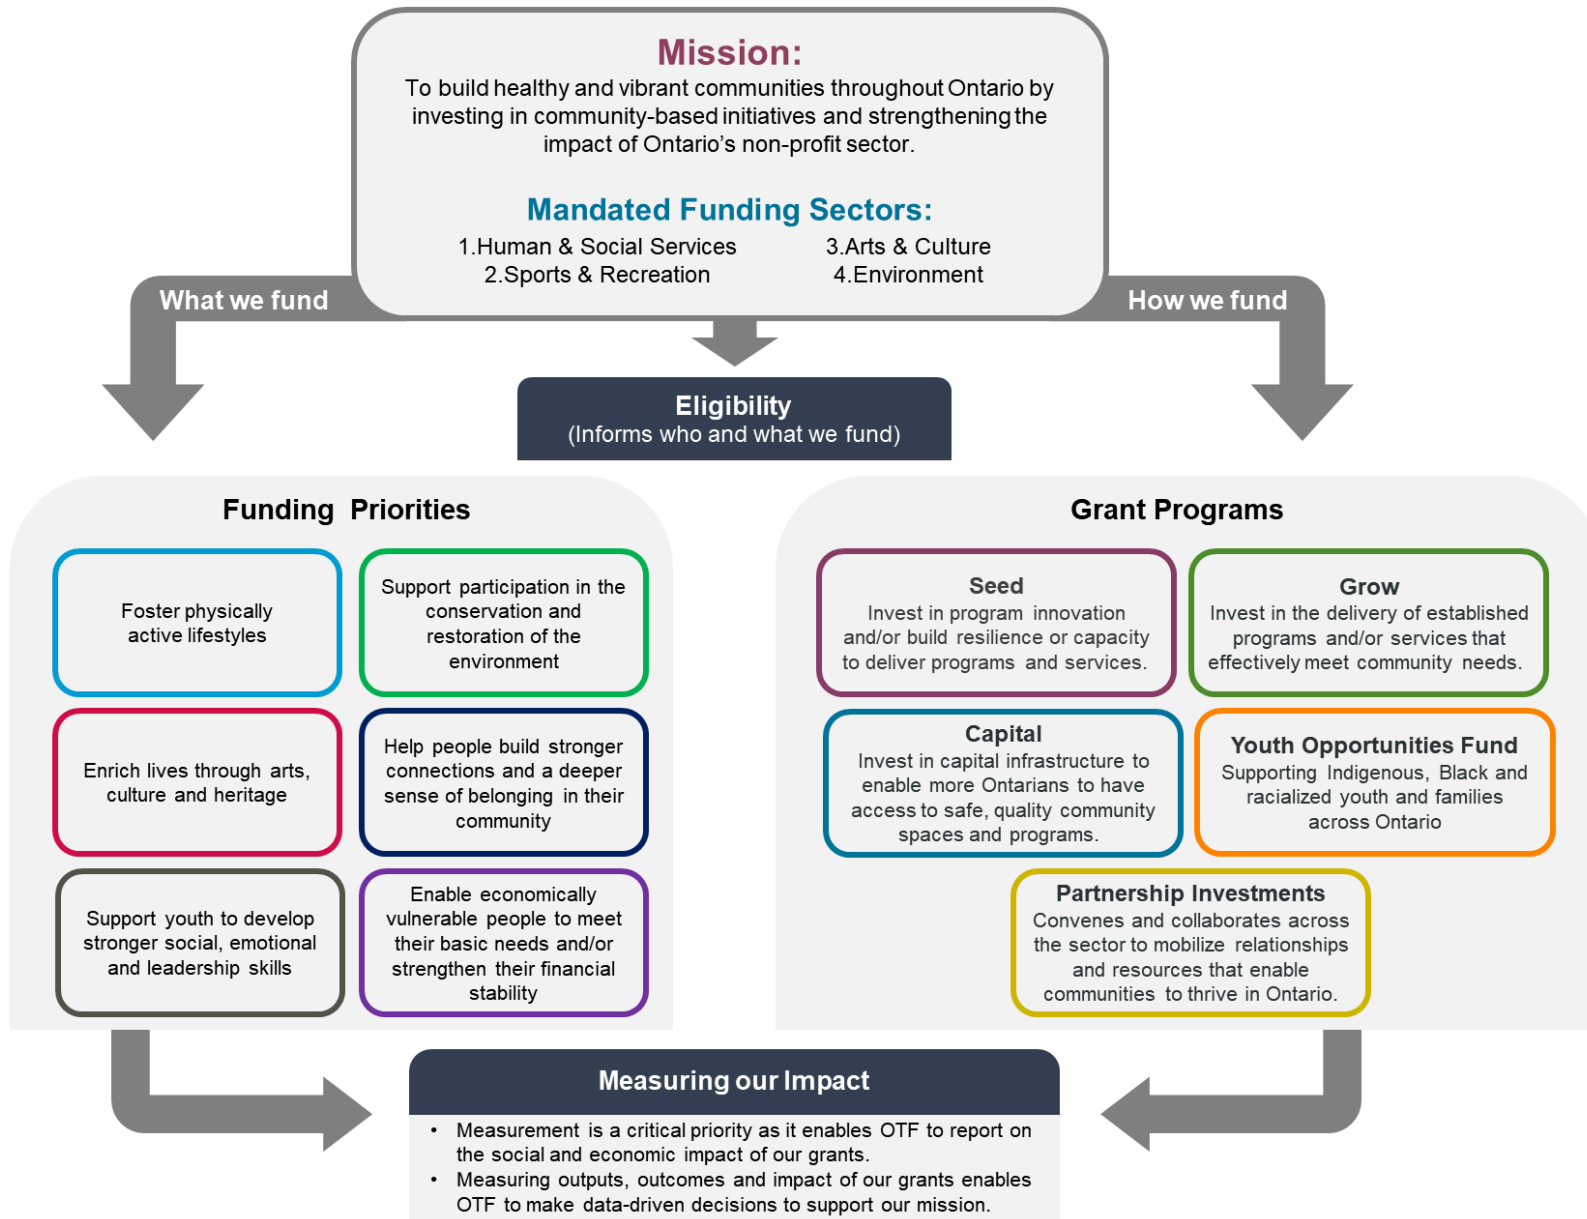 Mission:
To build healthy and vibrant communities throughout Ontario by
investing in community-based initiatives and strengthening the
impact of Ontario's non-profit sector.
Mandated Funding Sectors:
1.Human & Social Services
2.Sports & Recreation
3.Arts & Culture
4.Environment
What we fund
How we fund
Eligibility
(Informs who and what we fund)
Funding Priorities
Foster physically
active lifestyles
Support participation in the
conservation and
restoration of the
environment
Enrich lives through arts,
culture and heritage
Help people build stronger
connections and a deeper
sense of belonging in their
community
Support youth to develop
stronger social, emotional
and leadership skills
Enable economically
vulnerable people to meet
their basic needs and/or
strengthen their financial
stability
Grant Programs
Seed
Invest in program innovation
and/or build resilience or capacity
to deliver programs and services.
Grow
Invest in the delivery of established
programs and/or services that
effectively meet community needs.
Capital
Invest in capital infrastructure to
enable more Ontarians to have
access to safe, quality community
spaces and programs.
Youth Opportunities Fund
Supporting Indigenous, Black and
racialized youth and families
across Ontario
Partnership Investments
Convenes and collaborates across
the sector to mobilize relationships
and resources that enable
communities to thrive in Ontario.
Measuring our Impact
• Measurement is a critical priority as it enables OTF to report on
the social and economic impact of our grants.
• Measuring outputs, outcomes and impact of our grants enables
OTF to make data-driven decisions to support our mission.